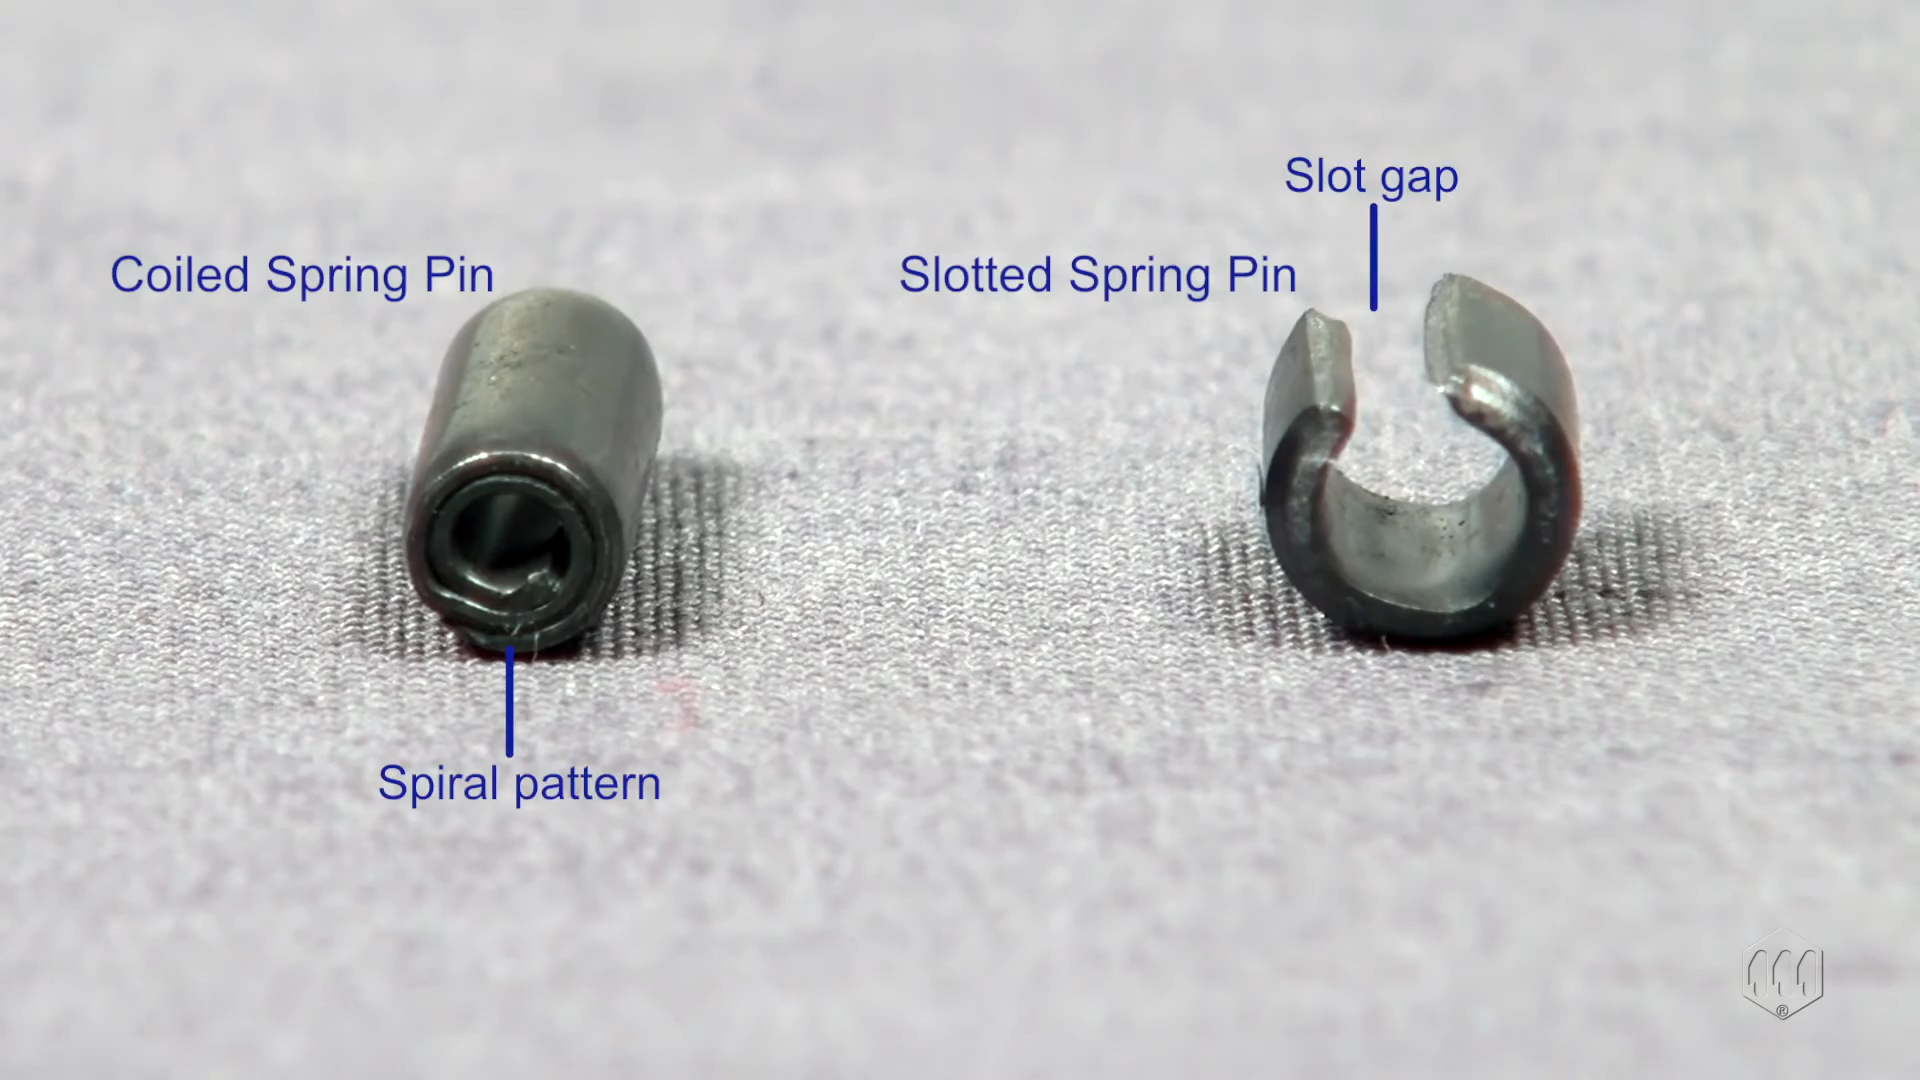 Slot gap
Coiled Spring Pin
Slotted Spring Pin
Spiral pattern
®